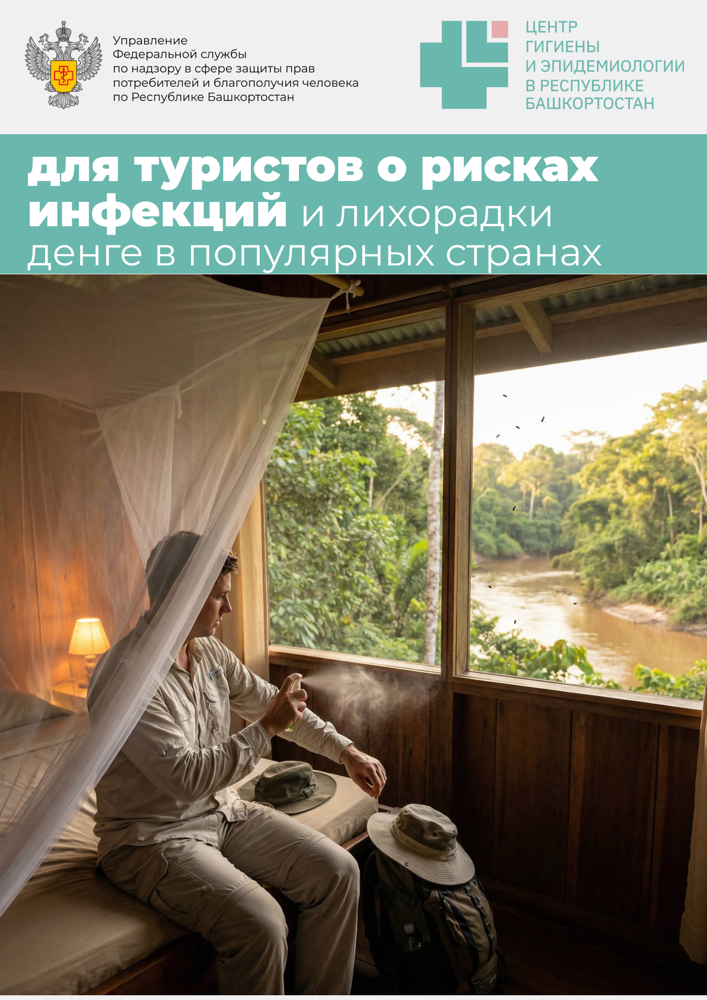 Управление
Федеральной службы
по надзору в сфере защиты прав
потребителей и благополучия человека
по Республике Башкортостан
ЦЕНТР
ГИГИЕНЫ
И ЭПИДЕМИОЛОГИИ
В РЕСПУБЛИКЕ
БАШКОРТОСТАН
для туристов о рисках
инфекций и лихорадки
денге в популярных странах